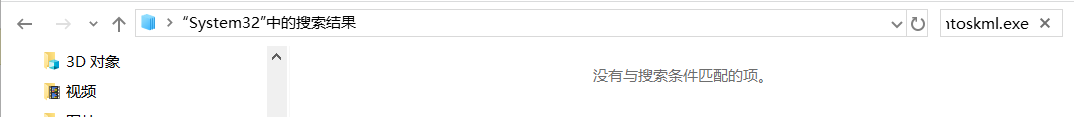 “System32”中的搜索结果
ntoskml.exe
3D 对象
没有与搜索条件匹配的项。
视频